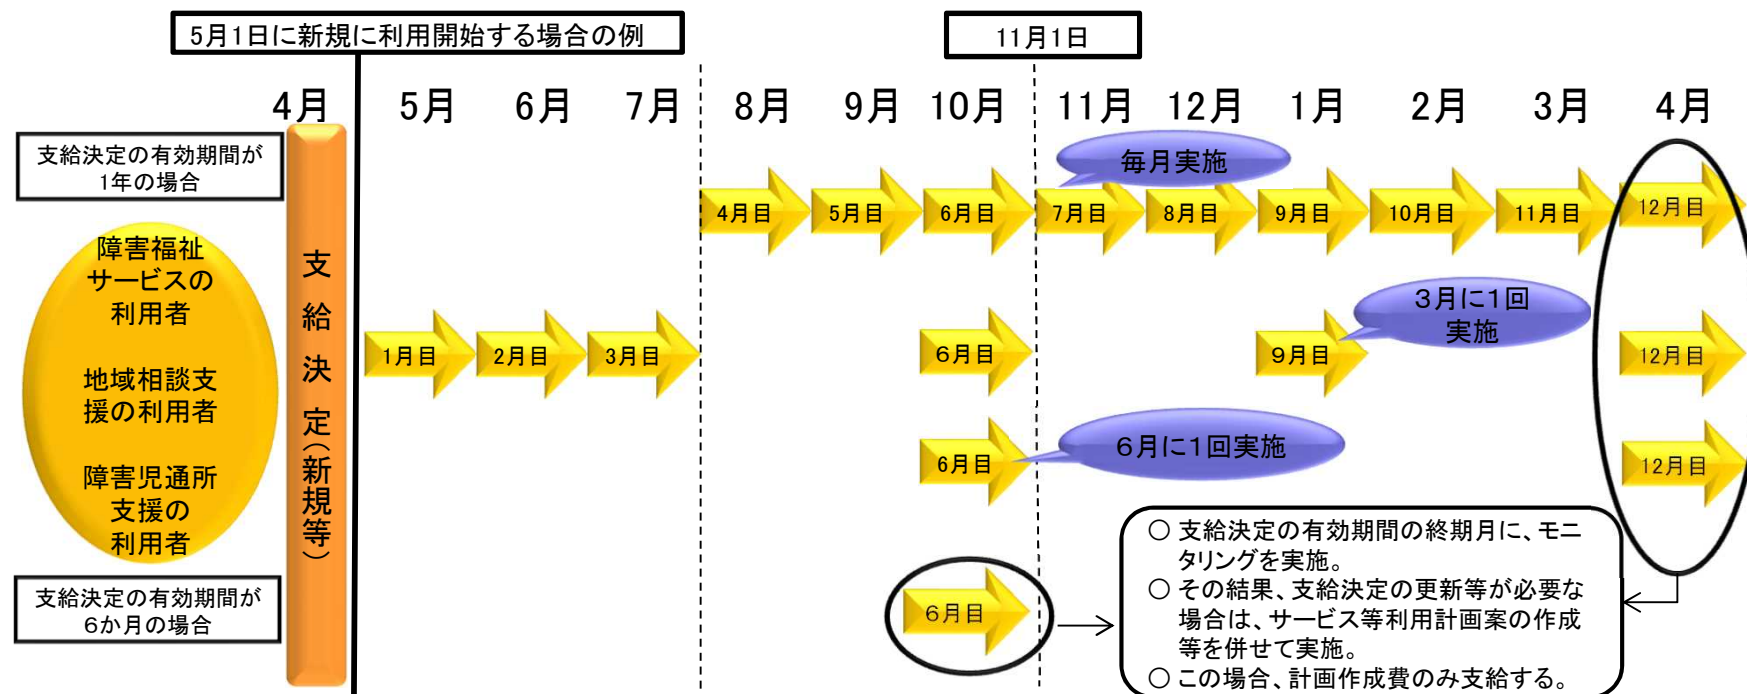 5月1日に新規に利用開始する場合の例
11月1日
4月
5月
6月
7月
8月
9月
10月
11月
12月
1月
2月
3月
4月
支給決定の有効期間が
1年の場合
毎月実施
4月目
5月目
6月目
7月目
8月目
9月目
10月目
11月目
12月目
障害福祉
サービスの
利用者
地域相談支
援の利用者
障害児通所
支援の
利用者
支給決定(新規等)
1月目
2月目
3月目
6月目
9月目
3月に1回
実施
12月目
6月目
6月に1回実施
12月目
支給決定の有効期間が
6か月の場合
6月目
○ 支給決定の有効期間の終期月に、モニ
タリングを実施。
○ その結果、支給決定の更新等が必要な
場合は、サービス等利用計画案の作成
等を併せて実施。
○ この場合、計画作成費のみ支給する。